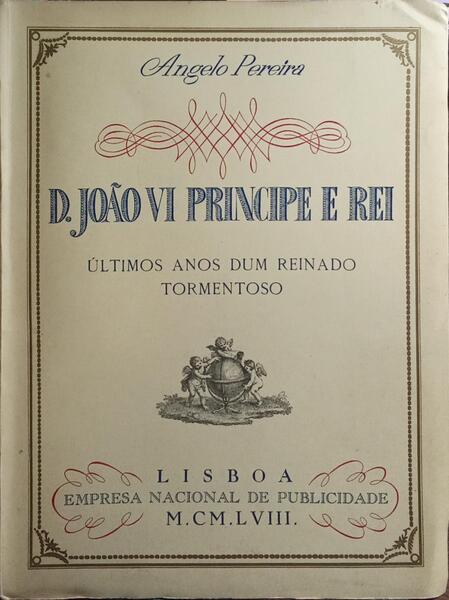 Angelo Pereira
D. JOÃO VI PRINCIPE E REI
ÚLTIMOS ANOS DUM REINADO
TORMENTOSO
LISBOA
EMPRESA NACIONAL DE PUBLICIDADE
M.CM.LVIII.